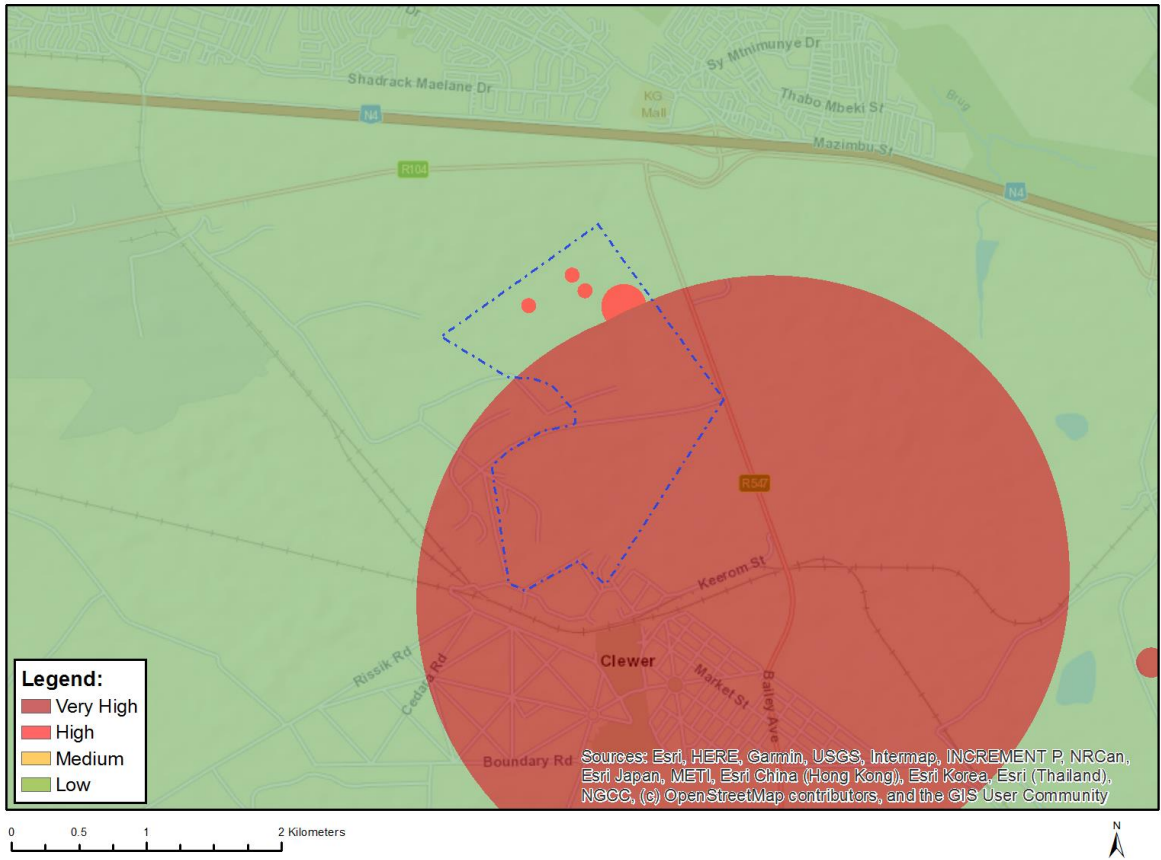 Dr
Sy Mtnimunye Dr
Shadrack Maelane Dr
KG
Mall
Thabo Mbeki St
Brug
N4
Mazimbu St
R104
N4
R547
Keerom St
Clewer
Rissik Rd
Cedara Rd
Market St
Bailey Ave
Boundary Rd
Legend:
Very High
High
Medium
Low
Sources: Esri, HERE, Garmin, USGS, Intermap, INCREMENT P, NRCan,
Esri Japan, METI, Esri China (Hong Kong), Esri Korea, Esri (Thailand),
NGCC, (c) OpenStreetMap contributors, and the GIS User Community
0 0.5 1 2 Kilometers
N